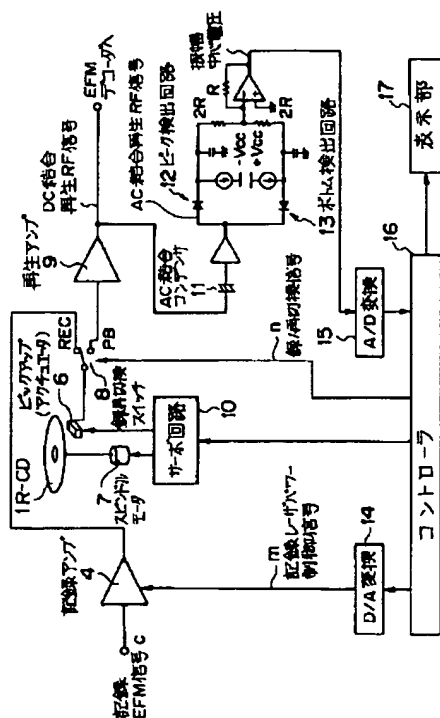 記録
EFM信号 C
記録アンプ
4
1 R-CD
ピックアップ
(アクチュエータ)
6
7
スピンドル
モータ
REC
PB
8
録再切換
スイッチ
サーボ回路
10
再生アンプ
9
DC結合
再生RF信号
EFM
デコーダへ
AC結合
コンデンサ
11
AC結合再生RF信号
12 ピーク検出回路
13 ボトム検出回路
-Vcc
+Vcc
2R
2R
R
振幅
中心電圧
m
記録レーザパワー
制御信号
n
録/再切換信号
14
D/A変換
15
A/D変換
16
コントローラ
17
表示部